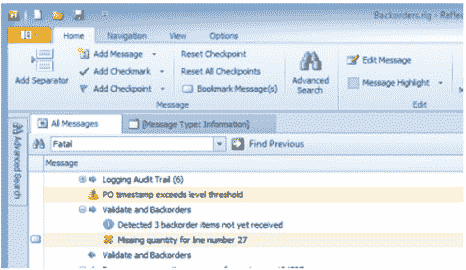 Backorders.rlg - Reflec
Home Navigation View Options
Add Separator
Add Message
Add Checkmark
Add Checkpoint
Reset Checkpoint
Reset All Checkpoints
Bookmark Message(s)
Message
Advanced Search
Edit Message
Message Highlight
Edit
Advanced Search
All Messages [Message Type: Information]
Fatal Find Previous
Message
Logging Audit Trail (6)
PO timestamp exceeds level threshold
Validate and Backorders
Detected 3 backorder items not yet received
Missing quantity for line number 27
Validate and Backorders